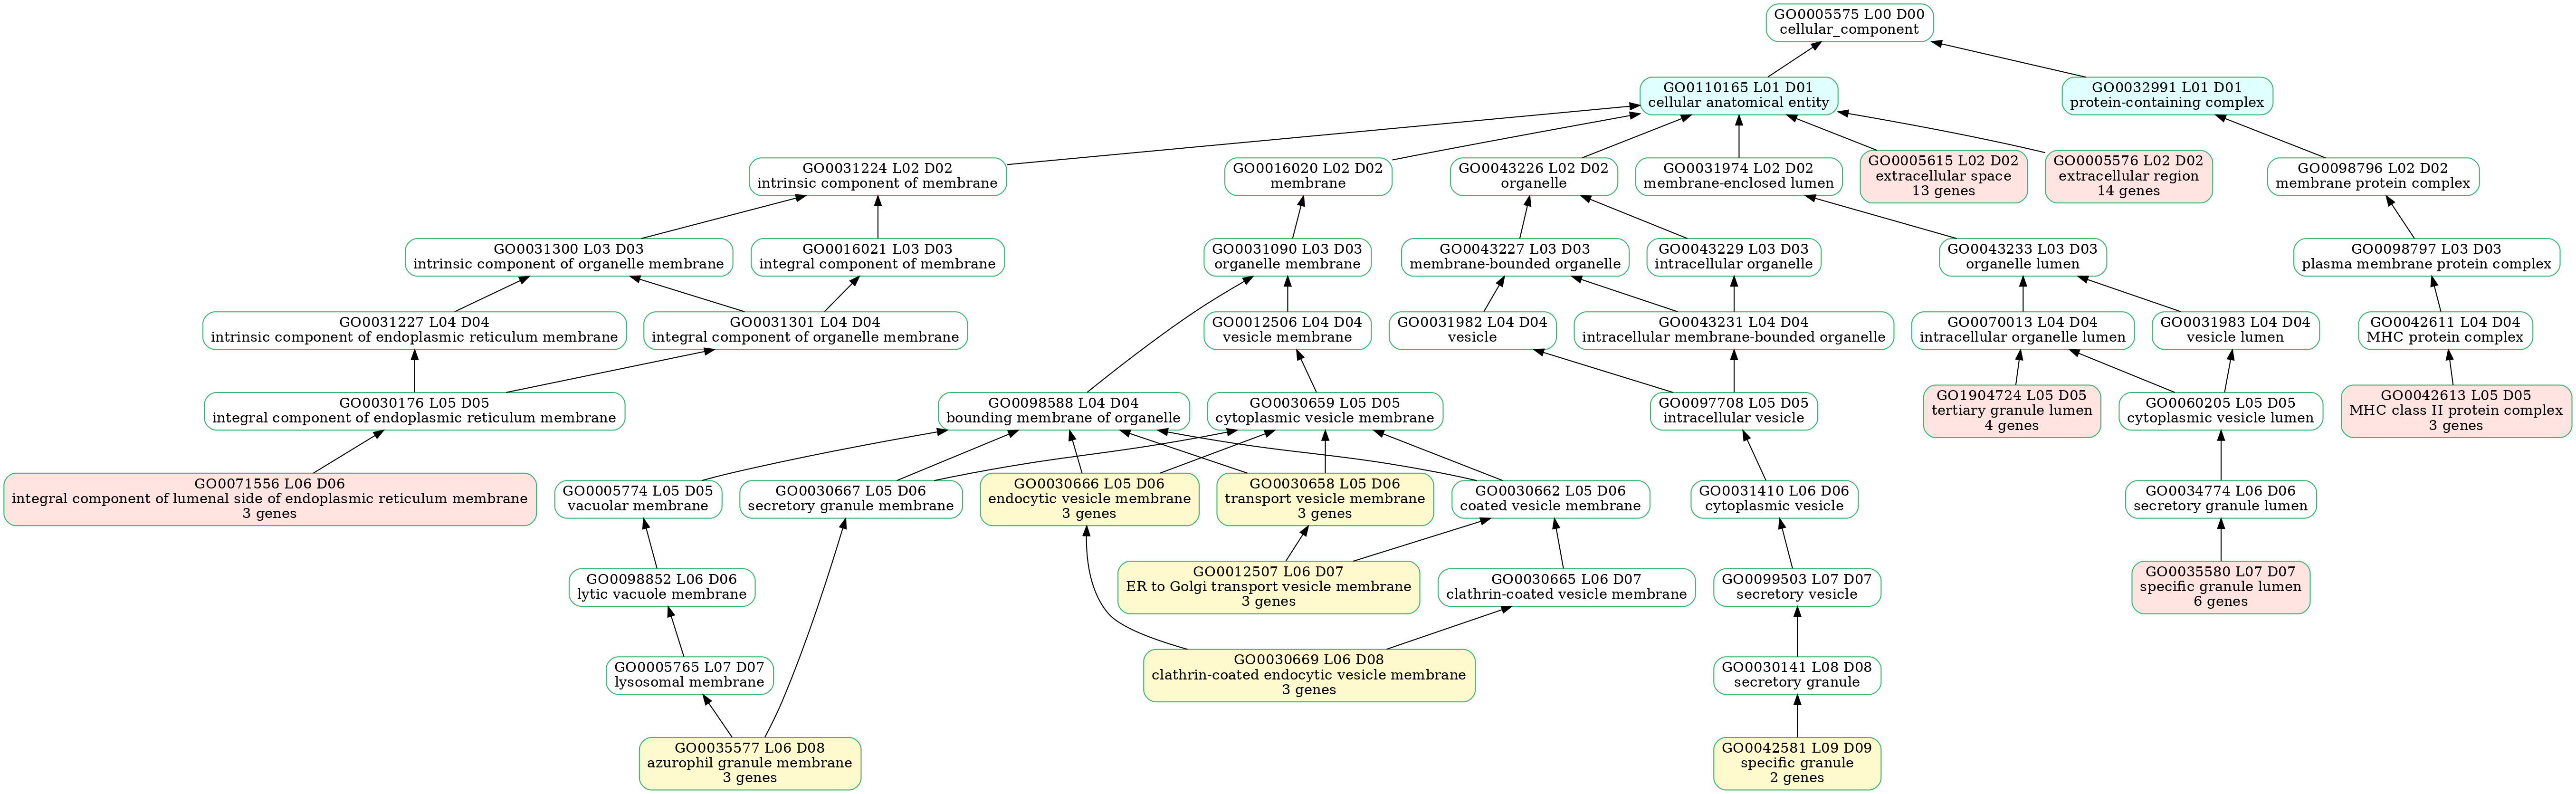 GO0005575 L00 D00
cellular_component
GO0110165 L01 D01
cellular anatomical entity
GO0032991 L01 D01
protein-containing complex
GO0031224 L02 D02
intrinsic component of membrane
GO0016020 L02 D02
membrane
GO0043226 L02 D02
organelle
GO0031974 L02 D02
membrane-enclosed lumen
GO0005615 L02 D02
extracellular space
13 genes
GO0005576 L02 D02
extracellular region
14 genes
GO0098796 L02 D02
membrane protein complex
GO0031300 L03 D03
intrinsic component of organelle membrane
GO0016021 L03 D03
integral component of membrane
GO0031090 L03 D03
organelle membrane
GO0043227 L03 D03
membrane-bounded organelle
GO0043229 L03 D03
intracellular organelle
GO0043233 L03 D03
organelle lumen
GO0098797 L03 D03
plasma membrane protein complex
GO0031227 L04 D04
intrinsic component of endoplasmic reticulum membrane
GO0031301 L04 D04
integral component of organelle membrane
GO0012506 L04 D04
vesicle membrane
GO0031982 L04 D04
vesicle
GO0043231 L04 D04
intracellular membrane-bounded organelle
GO0070013 L04 D04
intracellular organelle lumen
GO0031983 L04 D04
vesicle lumen
GO0042611 L04 D04
MHC protein complex
GO0030176 L05 D05
integral component of endoplasmic reticulum membrane
GO0098588 L04 D04
bounding membrane of organelle
GO0030659 L05 D05
cytoplasmic vesicle membrane
GO0097708 L05 D05
intracellular vesicle
GO1904724 L05 D05
tertiary granule lumen
4 genes
GO0060205 L05 D05
cytoplasmic vesicle lumen
GO0042613 L05 D05
MHC class II protein complex
3 genes
GO0071556 L06 D06
integral component of lumenal side of endoplasmic reticulum membrane
3 genes
GO0005774 L05 D05
vacuolar membrane
GO0030667 L05 D06
secretory granule membrane
GO0030666 L05 D06
endocytic vesicle membrane
3 genes
GO0030658 L05 D06
transport vesicle membrane
3 genes
GO0030662 L05 D06
coated vesicle membrane
GO0031410 L06 D06
cytoplasmic vesicle
GO0034774 L06 D06
secretory granule lumen
GO0098852 L06 D06
lytic vacuole membrane
GO0012507 L06 D07
ER to Golgi transport vesicle membrane
3 genes
GO0030665 L06 D07
clathrin-coated vesicle membrane
GO0099503 L07 D07
secretory vesicle
GO0035580 L07 D07
specific granule lumen
6 genes
GO0005765 L07 D07
lysosomal membrane
GO0030669 L06 D08
clathrin-coated endocytic vesicle membrane
3 genes
GO0030141 L08 D08
secretory granule
GO0035577 L06 D08
azurophil granule membrane
3 genes
GO0042581 L09 D09
specific granule
2 genes